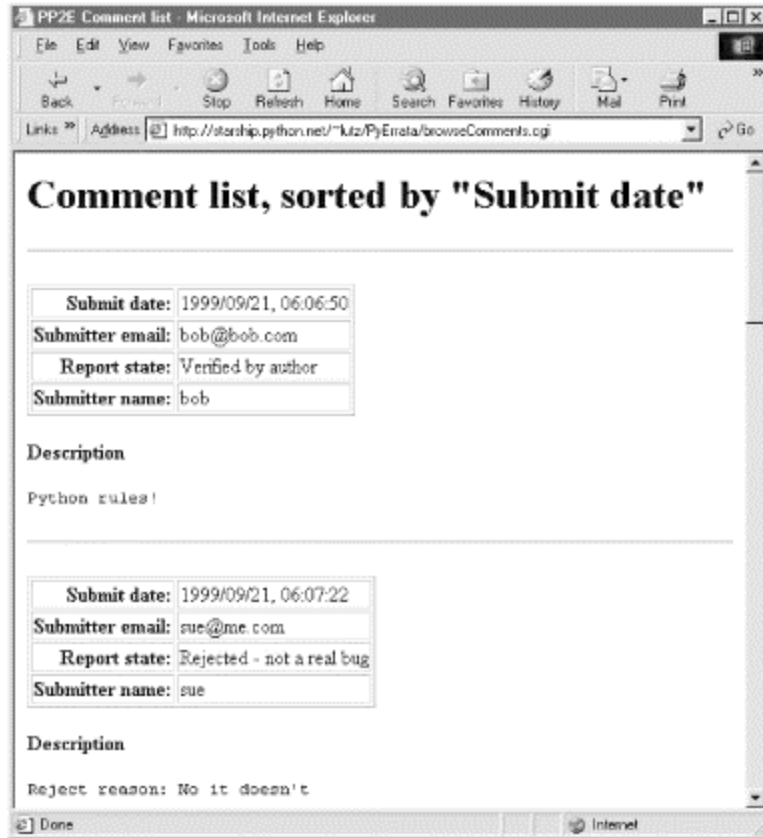 PP2E Comment list - Microsoft Internet Explorer
File Edit View Favorites Tools Help
Back Forward Stop Refresh Home Search Favorites History Mail Print
Links » Address http://starship.python.net/~lutz/PyErrata/browseComments.cgi Go
Comment list, sorted by "Submit date"
Submit date: 1999/09/21, 06:06:50
Submitter email: bob@bob.com
Report state: Verified by author
Submitter name: bob
Description
Python rules!
Submit date: 1999/09/21, 06:07:22
Submitter email: sue@me.com
Report state: Rejected - not a real bug
Submitter name: sue
Description
Reject reason: No it doesn't
Done Internet